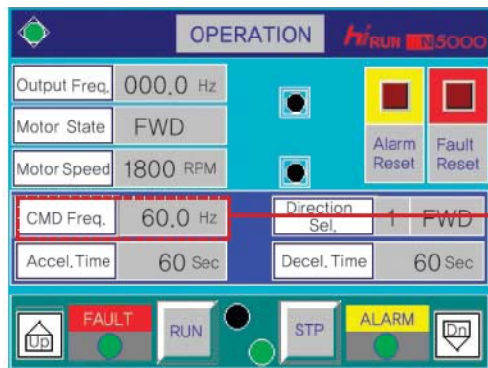 OPERATION
hiRUN N5000
Output Freq. 000.0 Hz
Motor State FWD
Motor Speed 1800 RPM
Alarm Reset
Fault Reset
CMD Freq. 60.0 Hz
Direction Sel. 1 FWD
Accel. Time 60 Sec
Decel. Time 60 Sec
Up
FAULT
RUN
STP
ALARM
Dn